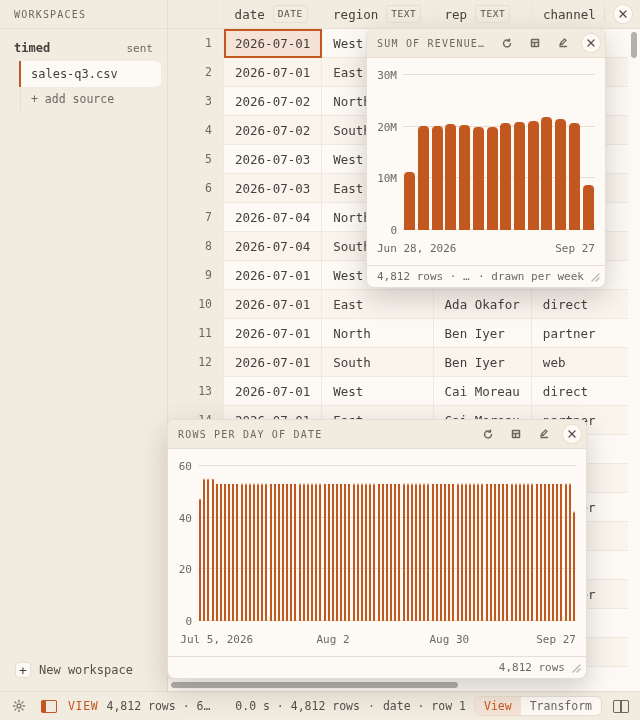 WORKSPACES
timed sent
sales-q3.csv
+ add source
+ New workspace
date DATE region TEXT rep TEXT channel
1 2026-07-01 West
2 2026-07-01 East
3 2026-07-02 North
4 2026-07-02 South
5 2026-07-03 West
6 2026-07-03 East
7 2026-07-04 North
8 2026-07-04 South
9 2026-07-01 West
10 2026-07-01 East Ada Okafor direct
11 2026-07-01 North Ben Iyer partner
12 2026-07-01 South Ben Iyer web
13 2026-07-01 West Cai Moreau direct
SUM OF REVENUE…
30M
20M
10M
0
Jun 28, 2026 Sep 27
4,812 rows · … · drawn per week
ROWS PER DAY OF DATE
60
40
20
0
Jul 5, 2026 Aug 2 Aug 30 Sep 27
4,812 rows
VIEW 4,812 rows · 6… 0.0 s · 4,812 rows · date · row 1 View Transform